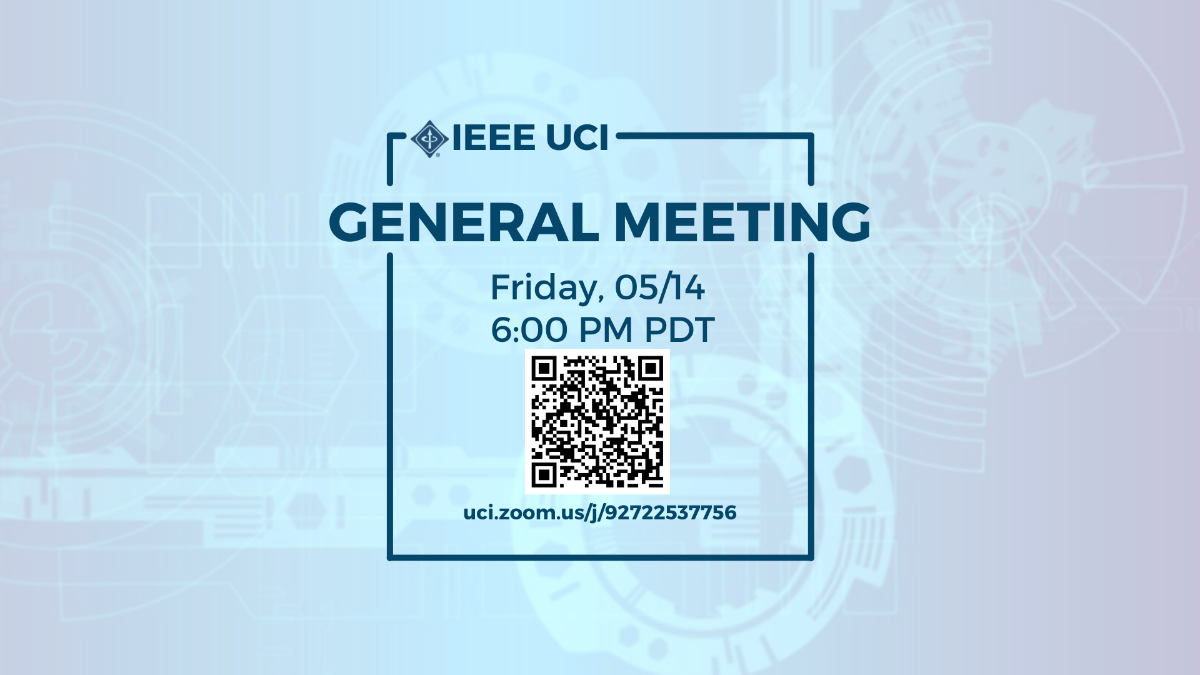 IEEE UCI
GENERAL MEETING
Friday, 05/14
6:00 PM PDT
uci.zoom.us/j/92722537756